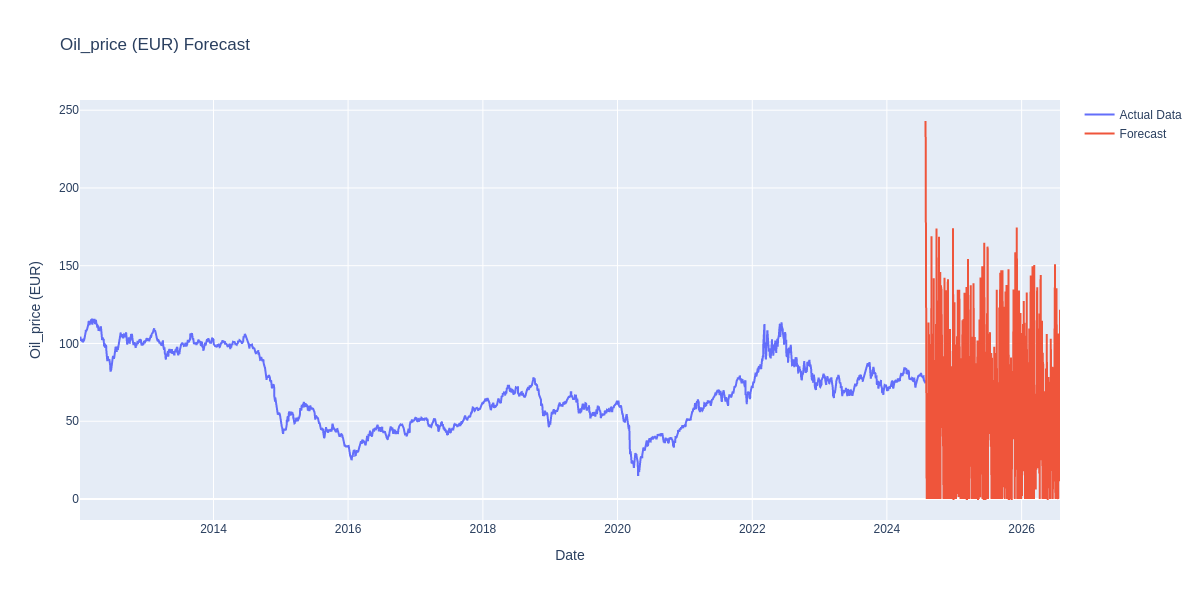 Oil_price (EUR) Forecast
Actual Data
Forecast
250
200
150
100
50
0
Oil_price (EUR)
2014
2016
2018
2020
2022
2024
2026
Date